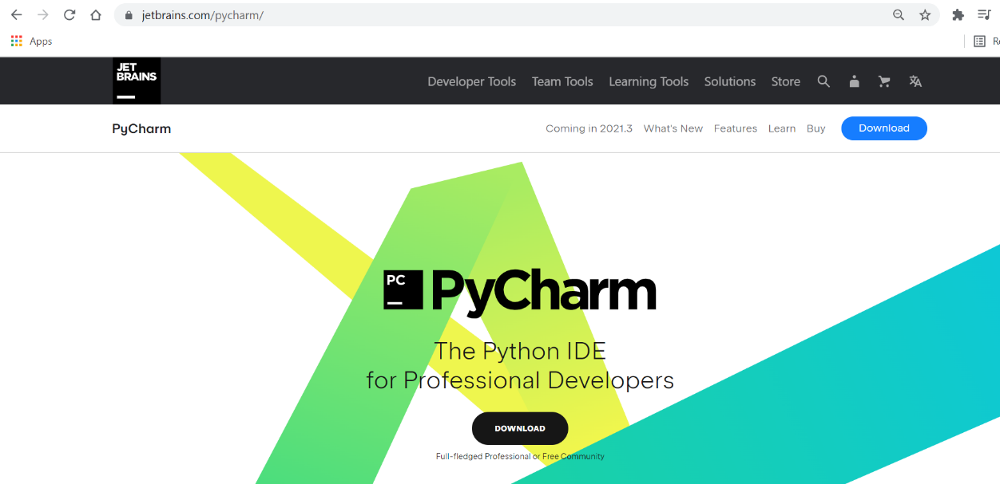 jetbrains.com/pycharm/
Apps
JET
BRAINS
Developer Tools Team Tools Learning Tools Solutions Store
PyCharm
Coming in 2021.3 What's New Features Learn Buy Download
PC
PyCharm
The Python IDE
for Professional Developers
DOWNLOAD
Full-fledged Professional or Free Community